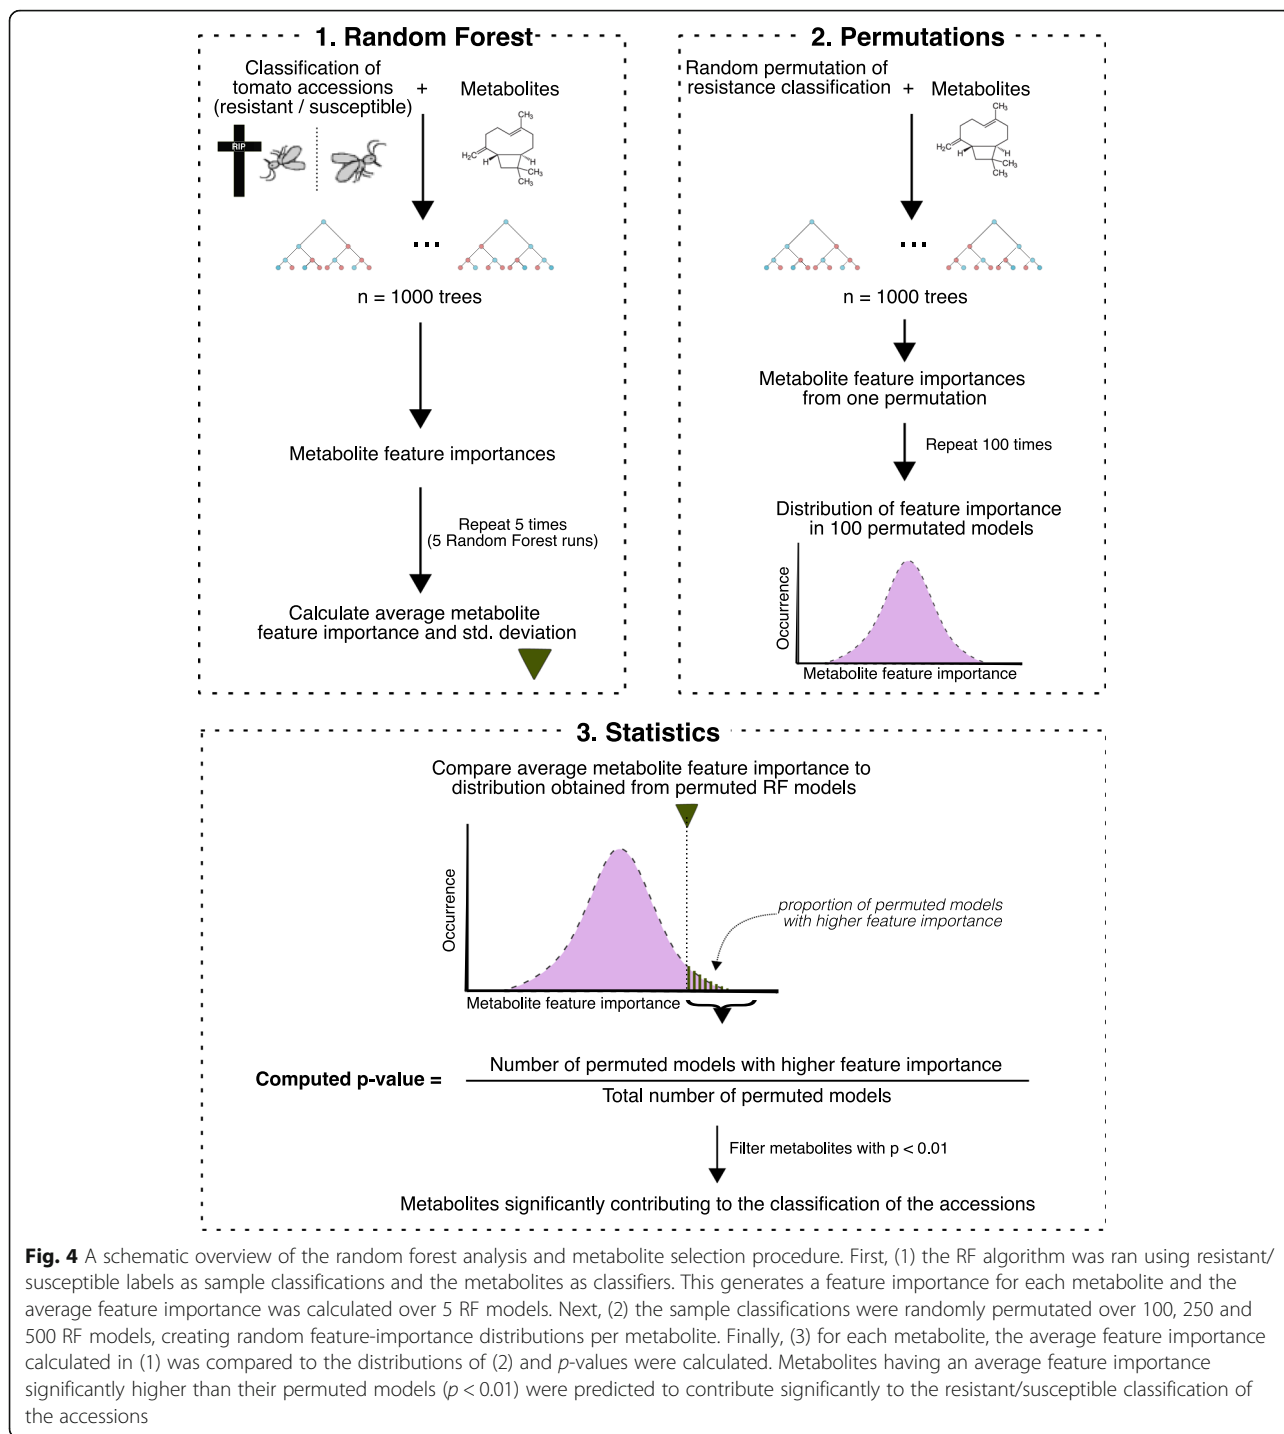 1. Random Forest
Classification of
tomato accessions
(resistant / susceptible)
+
Metabolites
RIP
CH₃
H₂C
H
H
CH₃
CH₃
...
n = 1000 trees
Metabolite feature importances
Repeat 5 times
(5 Random Forest runs)
Calculate average metabolite
feature importance and std. deviation
2. Permutations
Random permutation of
resistance classification
+
Metabolites
CH₃
H₂C
H
H
CH₃
CH₃
...
n = 1000 trees
Metabolite feature importances
from one permutation
Repeat 100 times
Distribution of feature importance
in 100 permutated models
Occurrence
Metabolite feature importance
3. Statistics
Compare average metabolite feature importance to
distribution obtained from permuted RF models
Occurrence
proportion of permuted models
with higher feature importance
Metabolite feature importance
Computed p-value =
Number of permuted models with higher feature importance
Total number of permuted models
Filter metabolites with p < 0.01
Metabolites significantly contributing to the classification of the accessions
Fig. 4 A schematic overview of the random forest analysis and metabolite selection procedure. First, (1) the RF algorithm was ran using resistant/
susceptible labels as sample classifications and the metabolites as classifiers. This generates a feature importance for each metabolite and the
average feature importance was calculated over 5 RF models. Next, (2) the sample classifications were randomly permutated over 100, 250 and
500 RF models, creating random feature-importance distributions per metabolite. Finally, (3) for each metabolite, the average feature importance
calculated in (1) was compared to the distributions of (2) and p-values were calculated. Metabolites having an average feature importance
significantly higher than their permuted models (p < 0.01) were predicted to contribute significantly to the resistant/susceptible classification of
the accessions